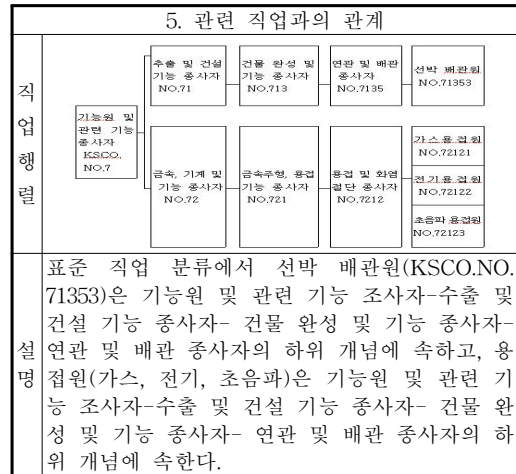 5. 관련 직업과의 관계
직업행렬
기능원 및
관련 기능
종사자
KSCO.
NO.7
추출 및 건설
기능 종사자
NO.71
건물 완성 및
기능 종사자
NO.713
연관 및 배관
종사자
NO.7135
선박 배관원
NO.71353
금속, 기계 및
기능 종사자
NO.72
금속주형, 용접
기능 종사자
NO.721
용접 및 화염
절단 종사자
NO.7212
가스용접원
NO.72121
전기용접원
NO.72122
초음파 용접원
NO.72123
설명
표준 직업 분류에서 선박 배관원(KSCO.NO.
71353)은 기능원 및 관련 기능 조사자-수출 및
건설 기능 종사자- 건물 완성 및 기능 종사자-
연관 및 배관 종사자의 하위 개념에 속하고, 용
접원(가스, 전기, 초음파)은 기능원 및 관련 기
능 조사자-수출 및 건설 기능 종사자- 건물 완
성 및 기능 종사자- 연관 및 배관 종사자의 하
위 개념에 속한다.